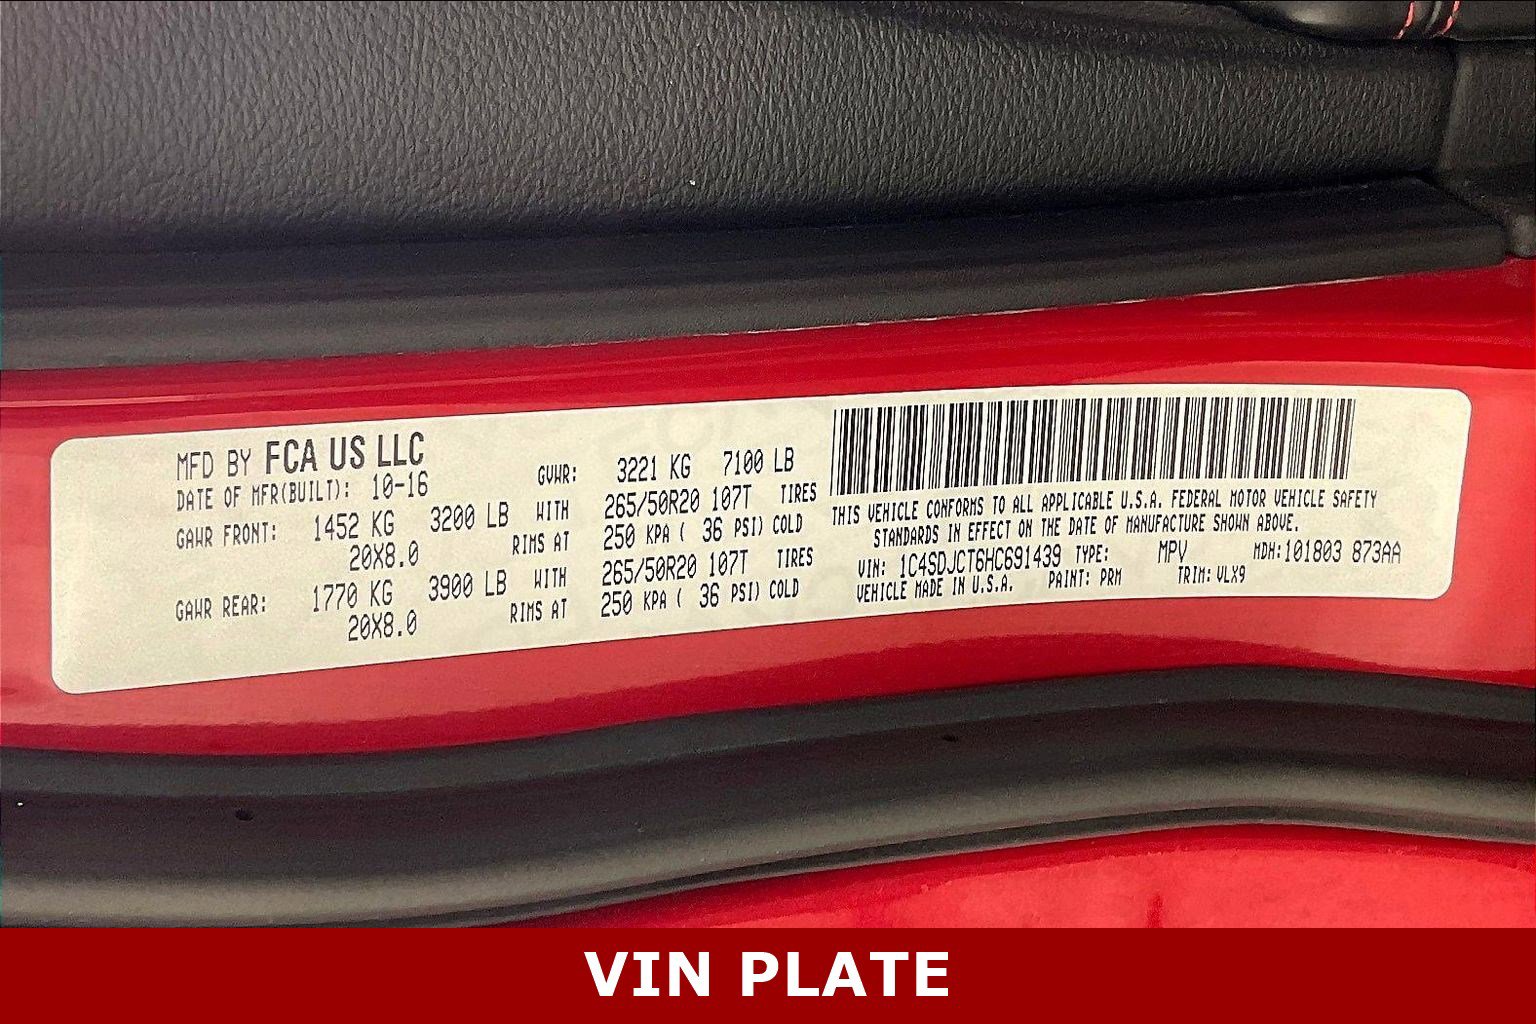 MFD BY FCA US LLC
DATE OF MFR(BUILT): 10-16
GVWR: 3221 KG 7100 LB
GAWR FRONT: 1452 KG 3200 LB WITH 265/50R20 107T TIRES
20X8.0 RIMS AT 250 KPA ( 36 PSI) COLD
GAWR REAR: 1770 KG 3900 LB WITH 265/50R20 107T TIRES
20X8.0 RIMS AT 250 KPA ( 36 PSI) COLD
THIS VEHICLE CONFORMS TO ALL APPLICABLE U.S.A. FEDERAL MOTOR VEHICLE SAFETY
STANDARDS IN EFFECT ON THE DATE OF MANUFACTURE SHOWN ABOVE.
VIN: 1C4SDJCT6HC691439 TYPE: MPV MDH:101803 873AA
VEHICLE MADE IN U.S.A. PAINT: PRM TRIM: VLX9
VIN PLATE